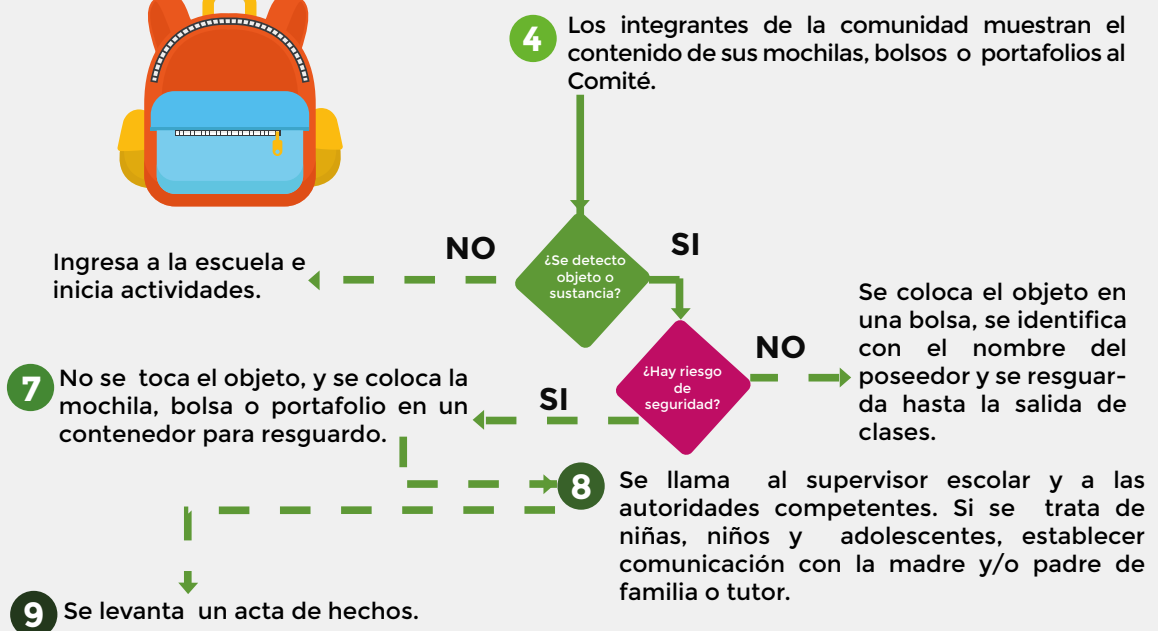 4 Los integrantes de la comunidad muestran el
contenido de sus mochilas, bolsos o portafolios al
Comité.
NO
SI
¿Se detecto
objeto o
sustancia?
Ingresa a la escuela e
inicia actividades.
¿Hay riesgo
de
seguridad?
NO
Se coloca el objeto en
una bolsa, se identifica
con el nombre del
poseedor y se resguar-
da hasta la salida de
clases.
SI
7 No se toca el objeto, y se coloca la
mochila, bolsa o portafolio en un
contenedor para resguardo.
8 Se llama al supervisor escolar y a las
autoridades competentes. Si se trata de
niñas, niños y adolescentes, establecer
comunicación con la madre y/o padre de
familia o tutor.
9 Se levanta un acta de hechos.